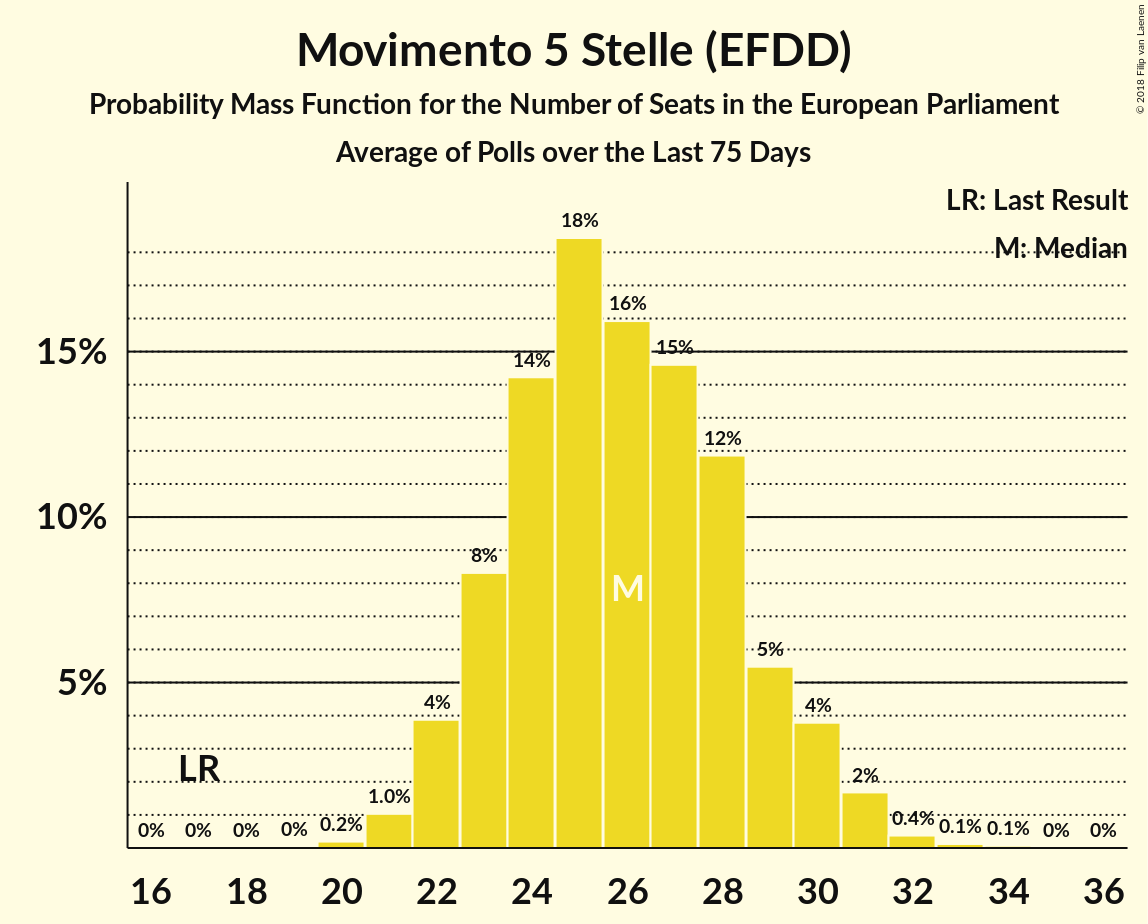 Movimento 5 Stelle (EFDD)
Probability Mass Function for the Number of Seats in the European Parliament
Average of Polls over the Last 75 Days
© 2018 Filip van Laenen
LR: Last Result
M: Median
18%
16%
15%
15%
14%
12%
10%
8%
M
5%
5%
4%
4%
LR
2%
1.0%
0% 0% 0% 0% 0.2% 0.4% 0.1% 0.1% 0% 0%
16 18 20 22 24 26 28 30 32 34 36